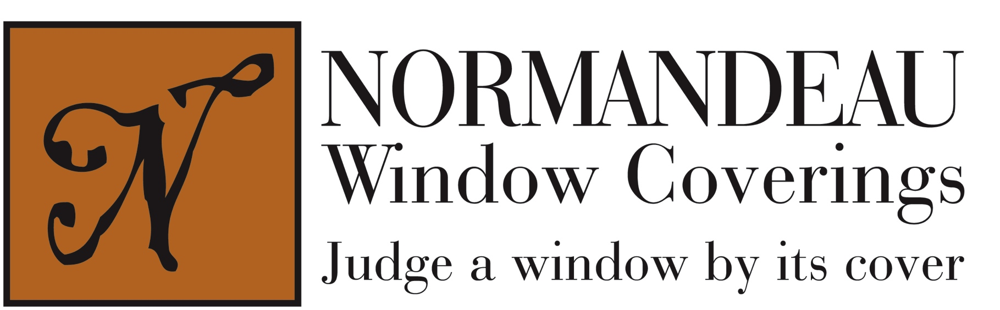 N
NORMANDEAU
Window Coverings
Judge a window by its cover